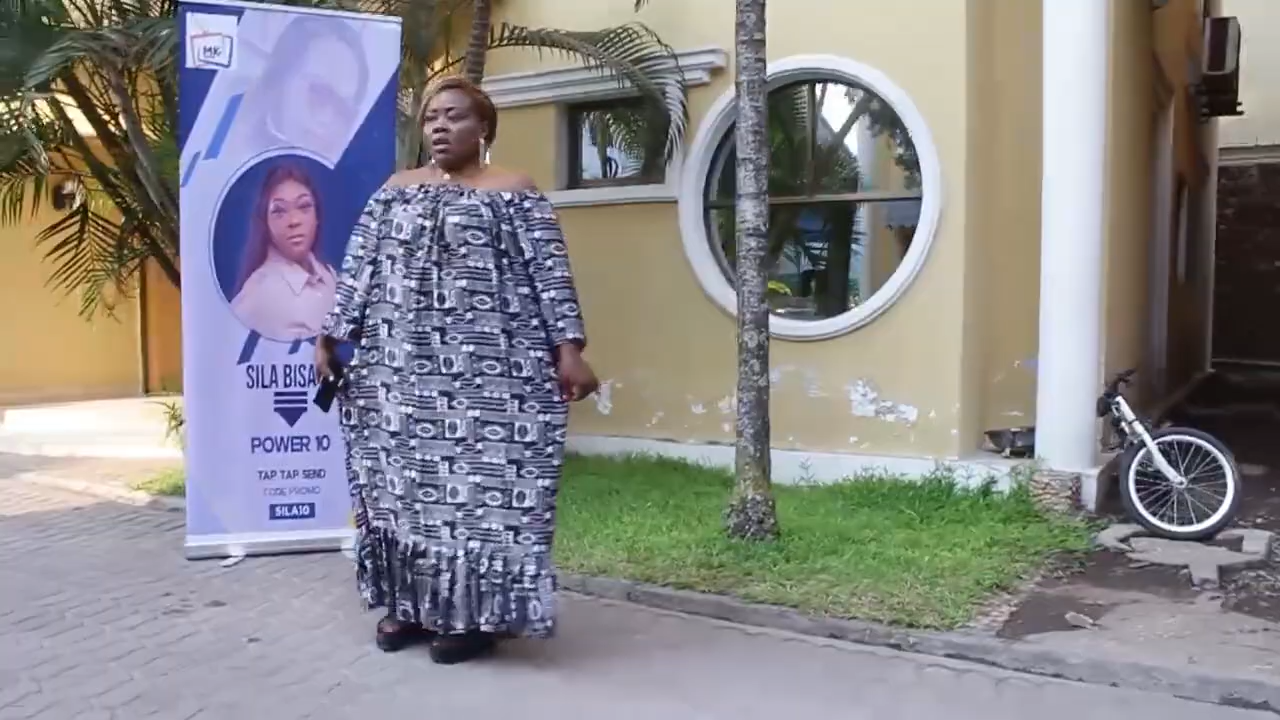 MK
SILA BISA
POWER 10
TAP TAP SEND
CODE PROMO
SILA10